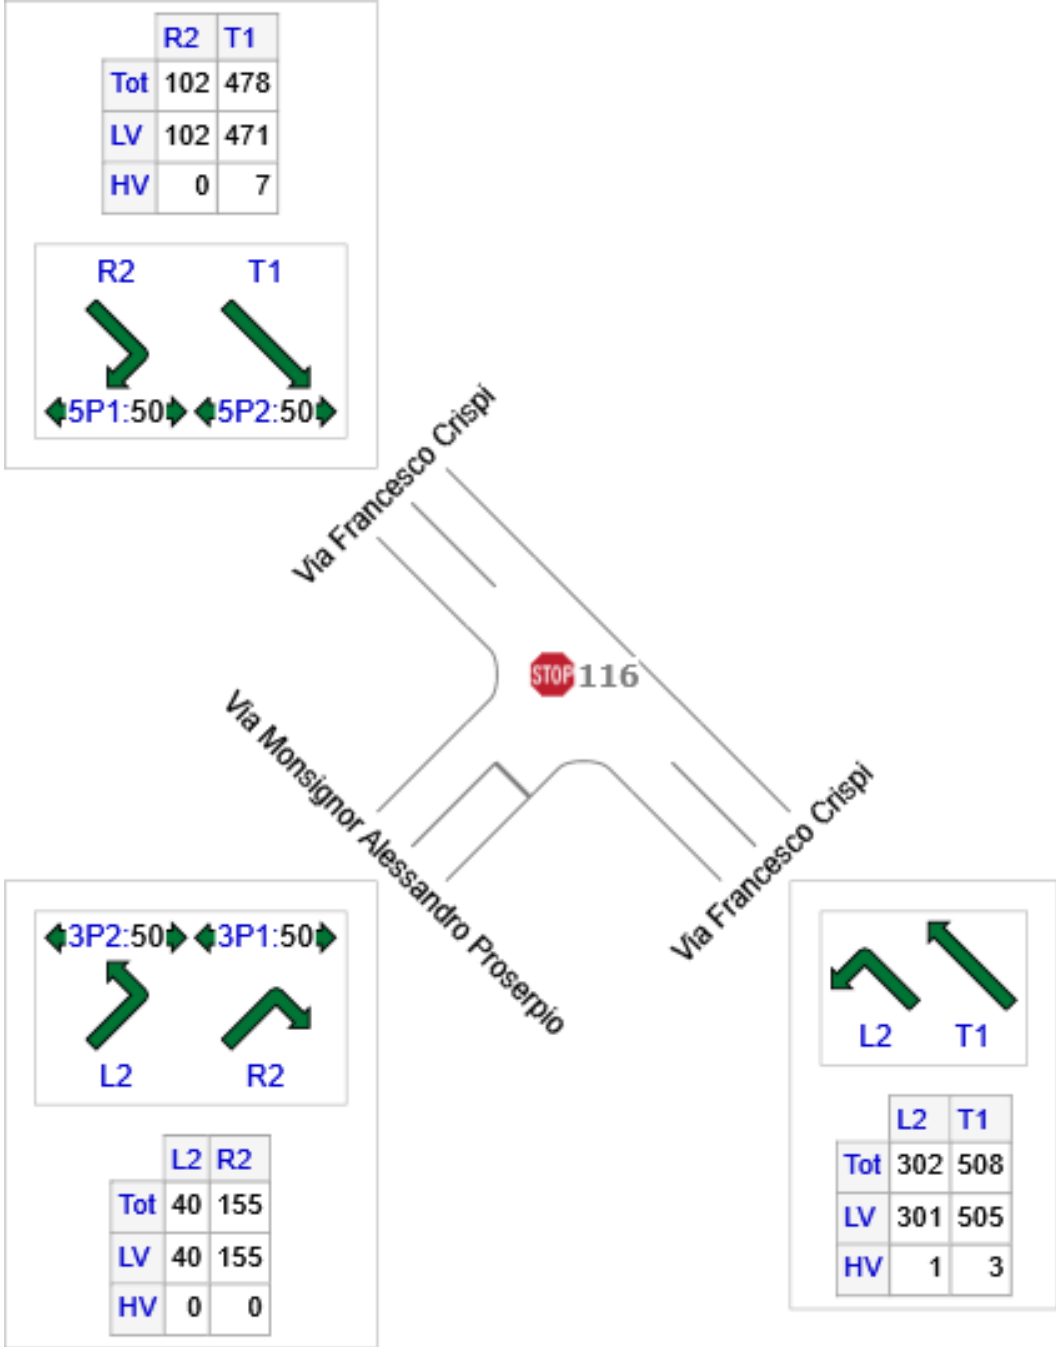 R2 T1
Tot 102 478
LV 102 471
HV 0 7
R2 T1
5P1:50 5P2:50
Via Francesco Crispi
STOP 116
Via Monsignor Alessandro Proserpio
Via Francesco Crispi
3P2:50 3P1:50
L2 R2
L2 R2
Tot 40 155
LV 40 155
HV 0 0
L2 T1
L2 T1
Tot 302 508
LV 301 505
HV 1 3